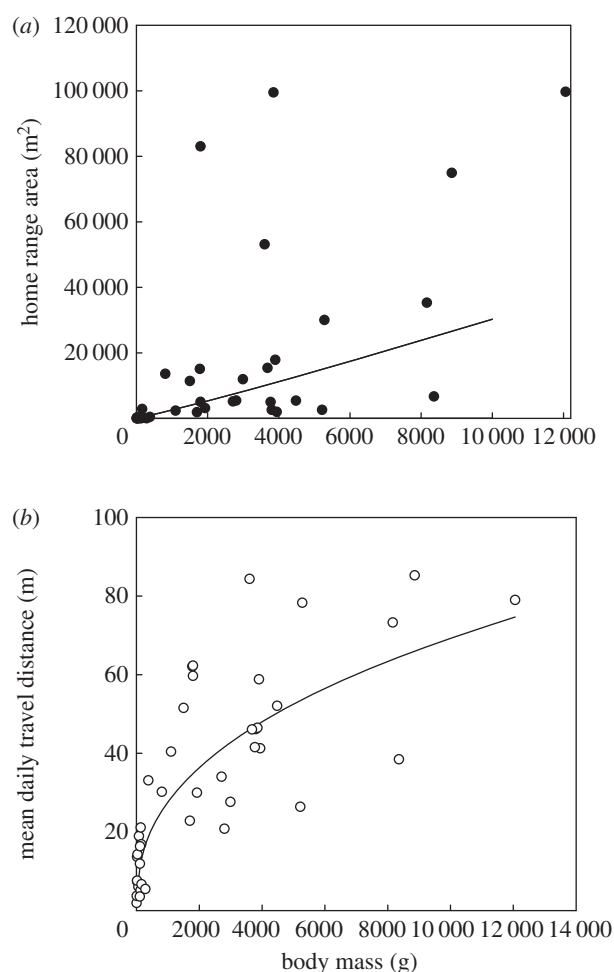 (a)
120 000
100 000
80 000
60 000
40 000
20 000
home range area (m²)
0 2000 4000 6000 8000 10 000 12 000
(b)
100
80
60
40
20
mean daily travel distance (m)
0 2000 4000 6000 8000 10 000 12 000 14 000
body mass (g)